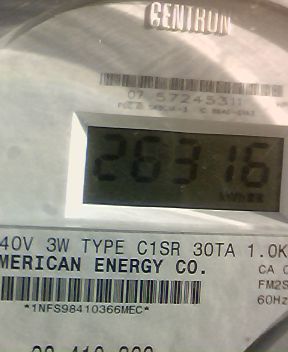 CENTRON
07 57245311
26316
kWh
40V 3W TYPE C1SR 30TA 1.0K
MERICAN ENERGY CO.
CA
FM2S
60Hz
*1NFS98410366MEC*